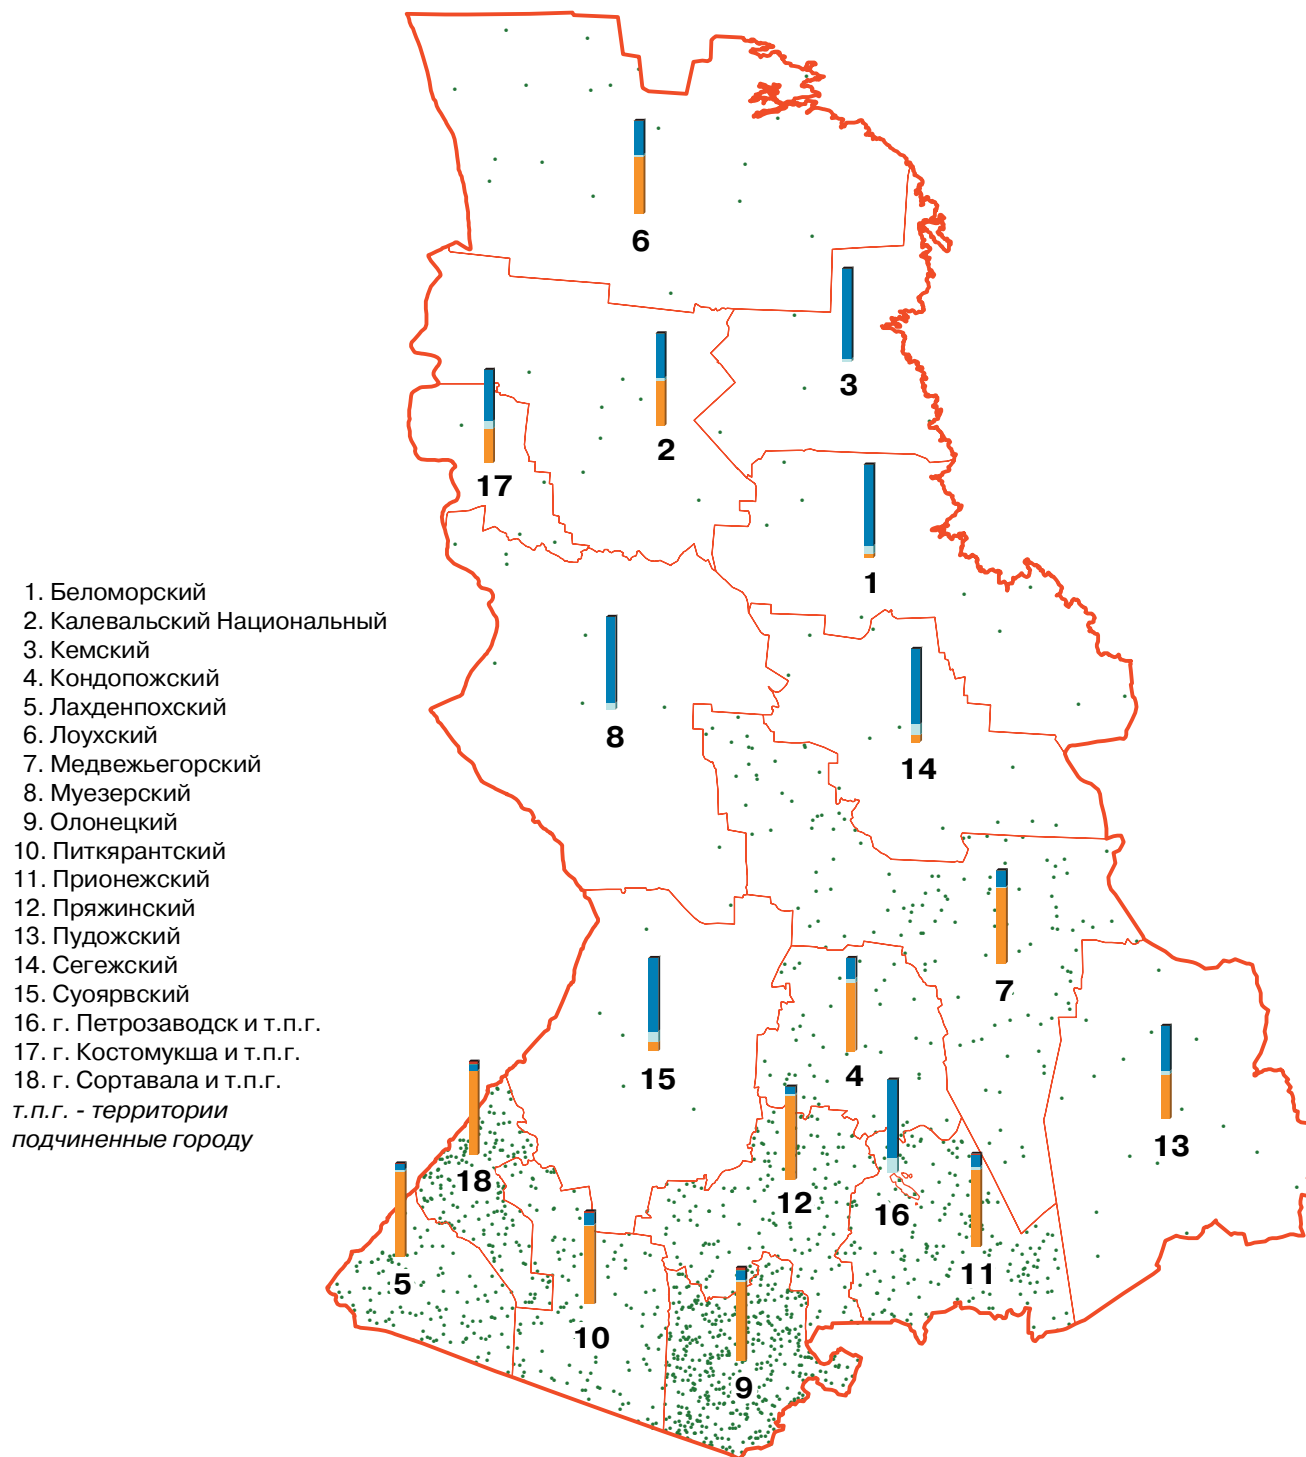 6
3
2
17
1
1. Беломорский
2. Калевальский Национальный
3. Кемский
4. Кондопожский
5. Лахденпохский
6. Лоухский
7. Медвежьегорский
8. Муезерский
9. Олонецкий
10. Питкярантский
11. Прионежский
12. Пряжинский
13. Пудожский
14. Сегежский
15. Суоярвский
16. г. Петрозаводск и т.п.г.
17. г. Костомукша и т.п.г.
18. г. Сортавала и т.п.г.
т.п.г. - территории
подчиненные городу
8
14
7
15
4
13
18
12
16
11
5
10
9